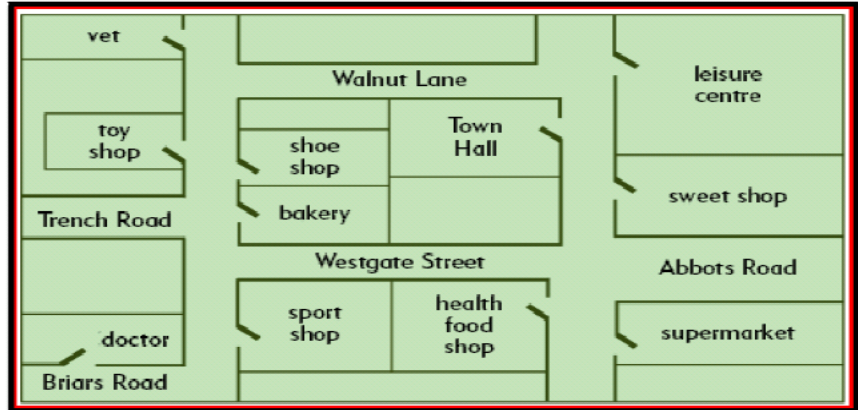 vet
Walnut Lane
leisure
centre
toy
shop
shoe
shop
Town
Hall
bakery
sweet shop
Trench Road
Westgate Street
Abbots Road
sport
shop
health
food
shop
supermarket
doctor
Briars Road